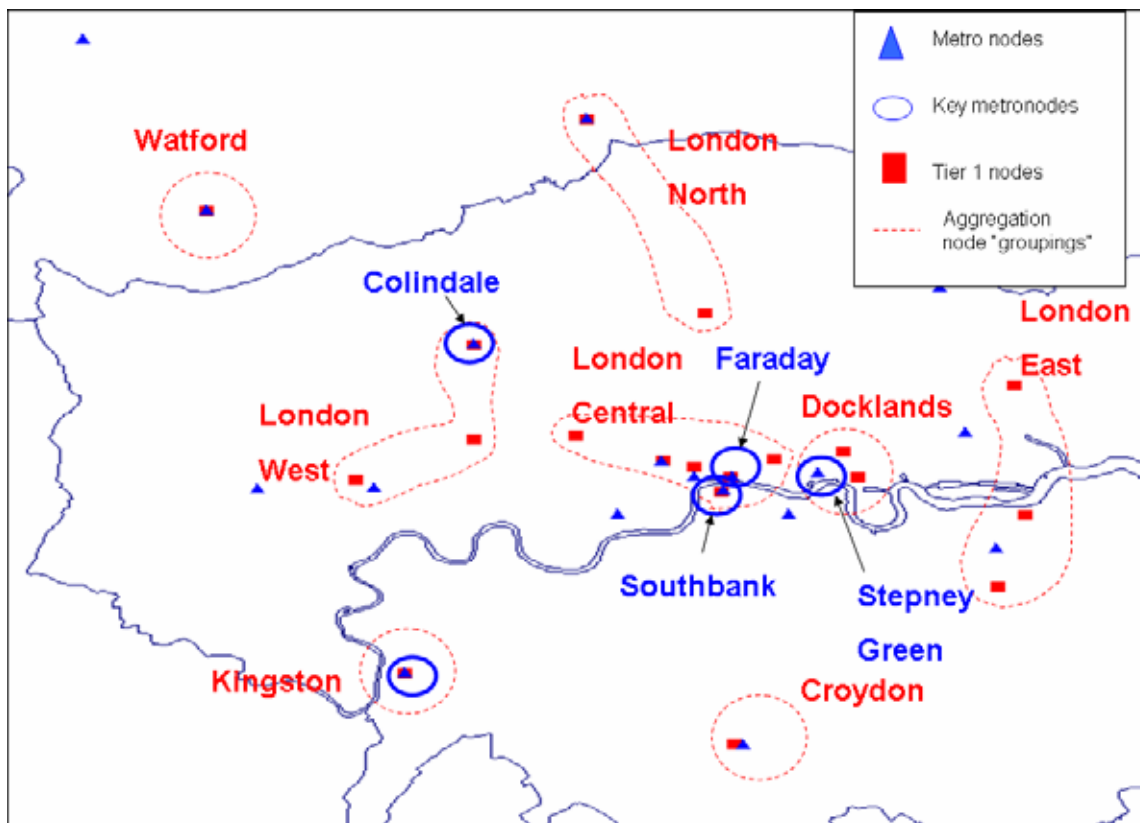 Metro nodes
Key metronodes
Tier 1 nodes
Aggregation
node "groupings"
Watford
London
North
Colindale
London
West
London
Central
Faraday
Docklands
London
East
Southbank
Stepney
Green
Kingston
Croydon